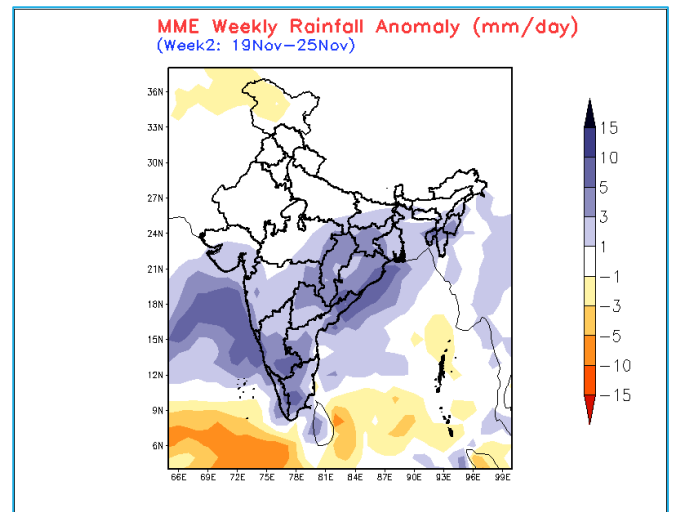 MME Weekly Rainfall Anomaly (mm/day)
(Week2: 19Nov-25Nov)
36N
33N
30N
27N
24N
21N
18N
15N
12N
9N
6N
66E 69E 72E 75E 78E 81E 84E 87E 90E 93E 96E 99E
15
10
5
3
1
-1
-3
-5
-10
-15